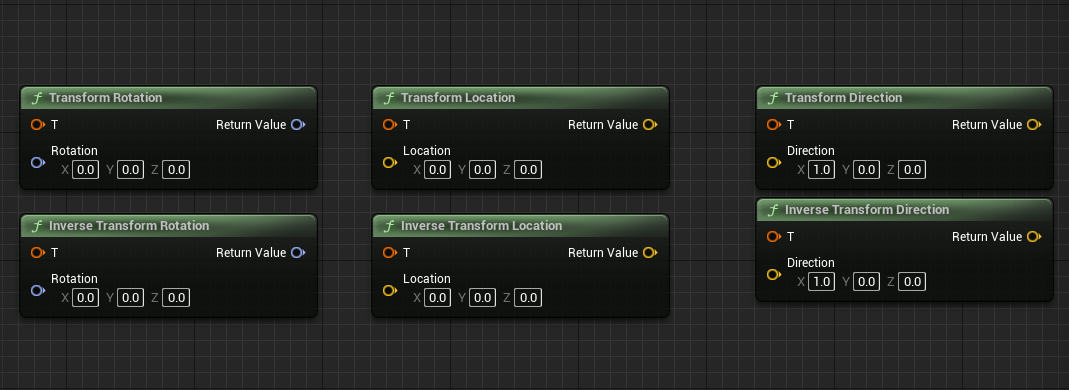 f Transform Rotation
T Return Value
Rotation
X 0.0 Y 0.0 Z 0.0
f Inverse Transform Rotation
T Return Value
Rotation
X 0.0 Y 0.0 Z 0.0
f Transform Location
T Return Value
Location
X 0.0 Y 0.0 Z 0.0
f Inverse Transform Location
T Return Value
Location
X 0.0 Y 0.0 Z 0.0
f Transform Direction
T Return Value
Direction
X 1.0 Y 0.0 Z 0.0
f Inverse Transform Direction
T Return Value
Direction
X 1.0 Y 0.0 Z 0.0